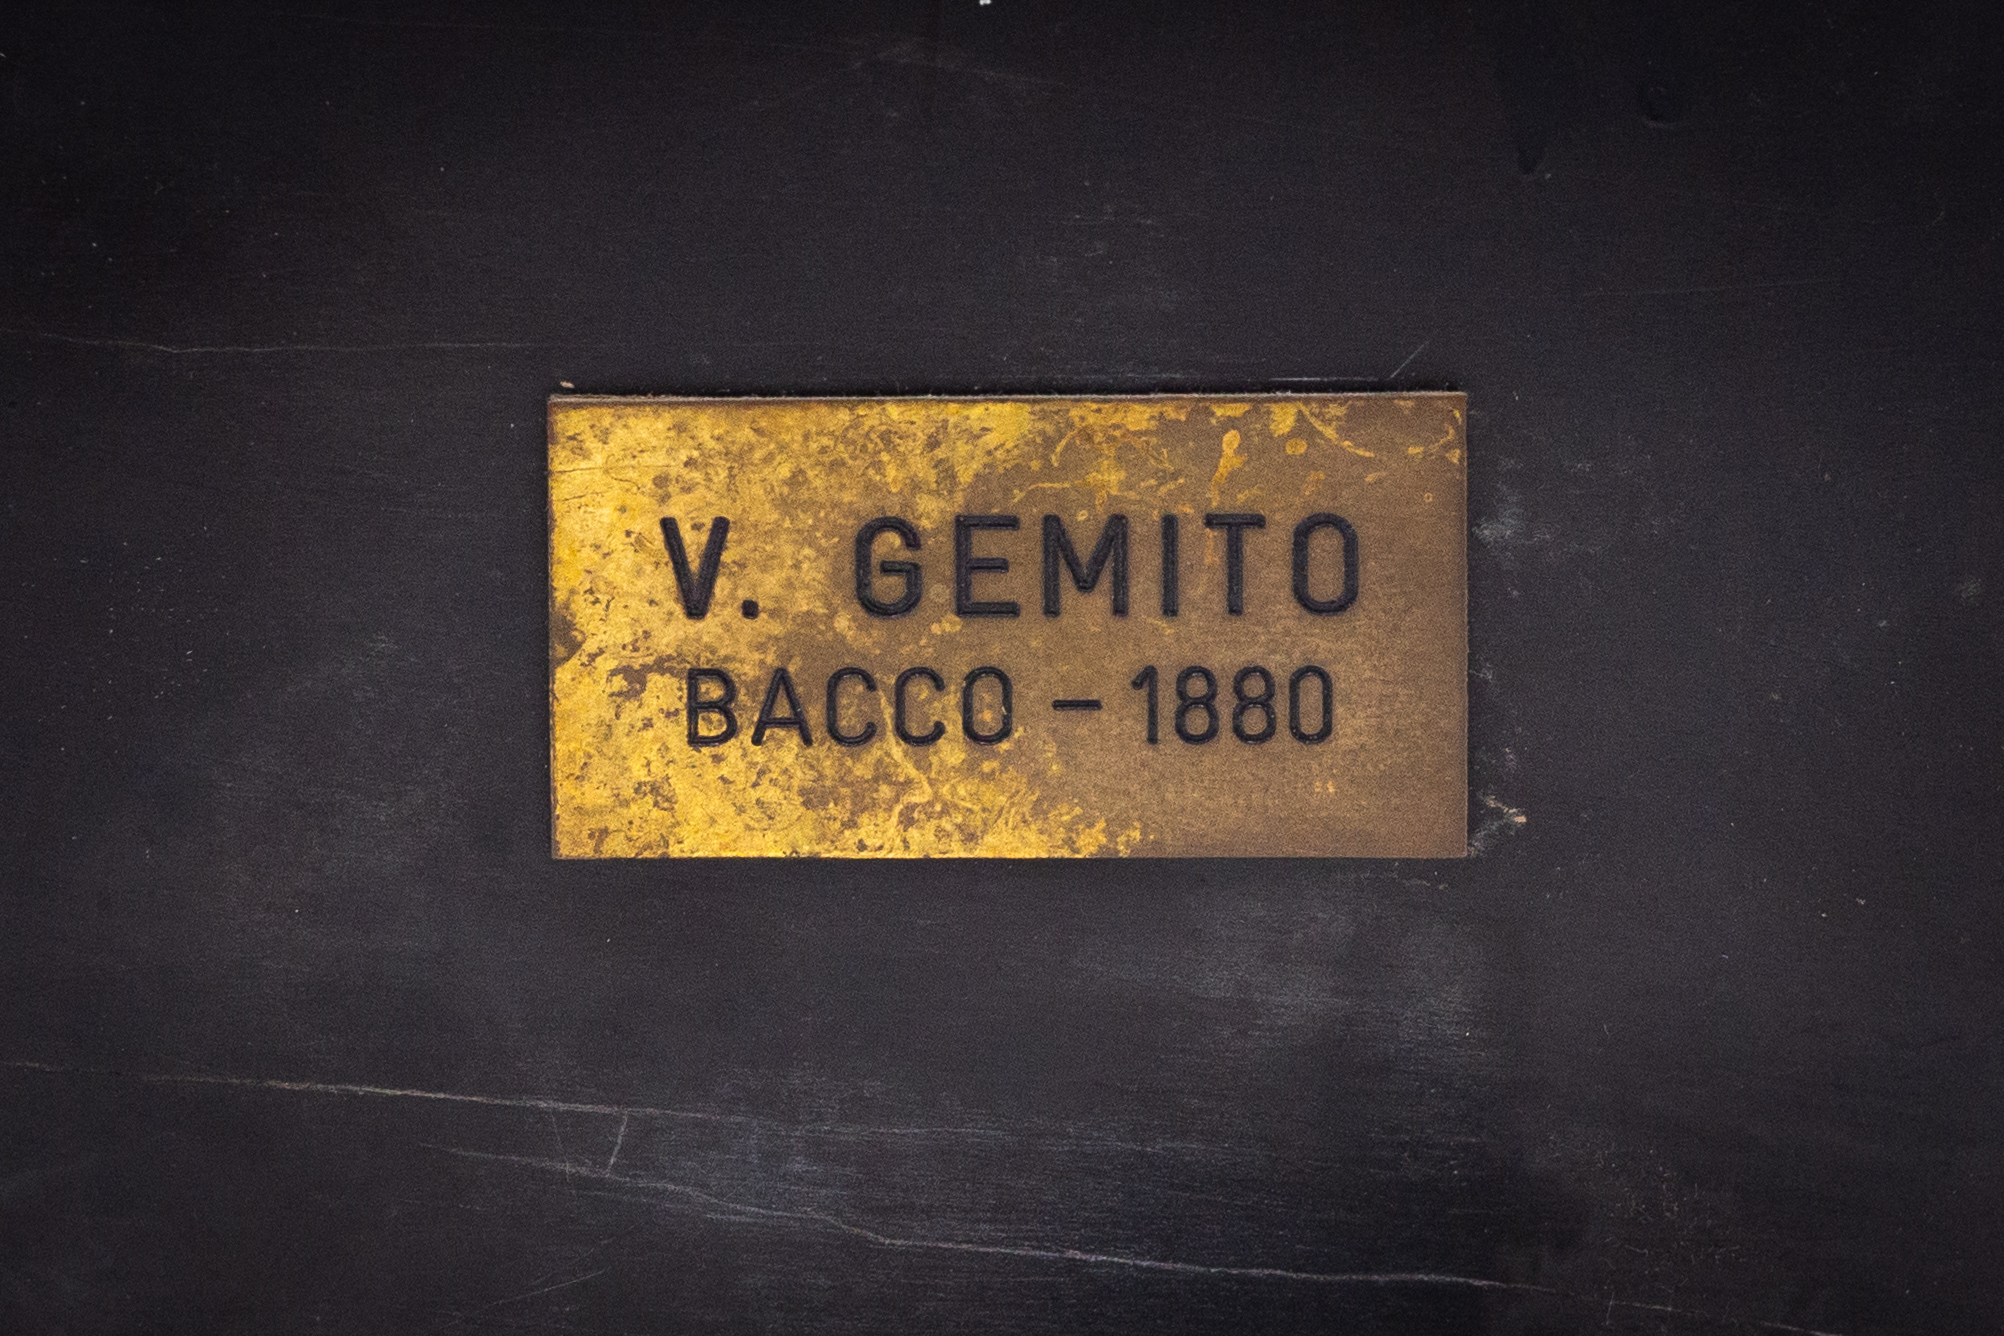 V. GEMITO
BACCO – 1880